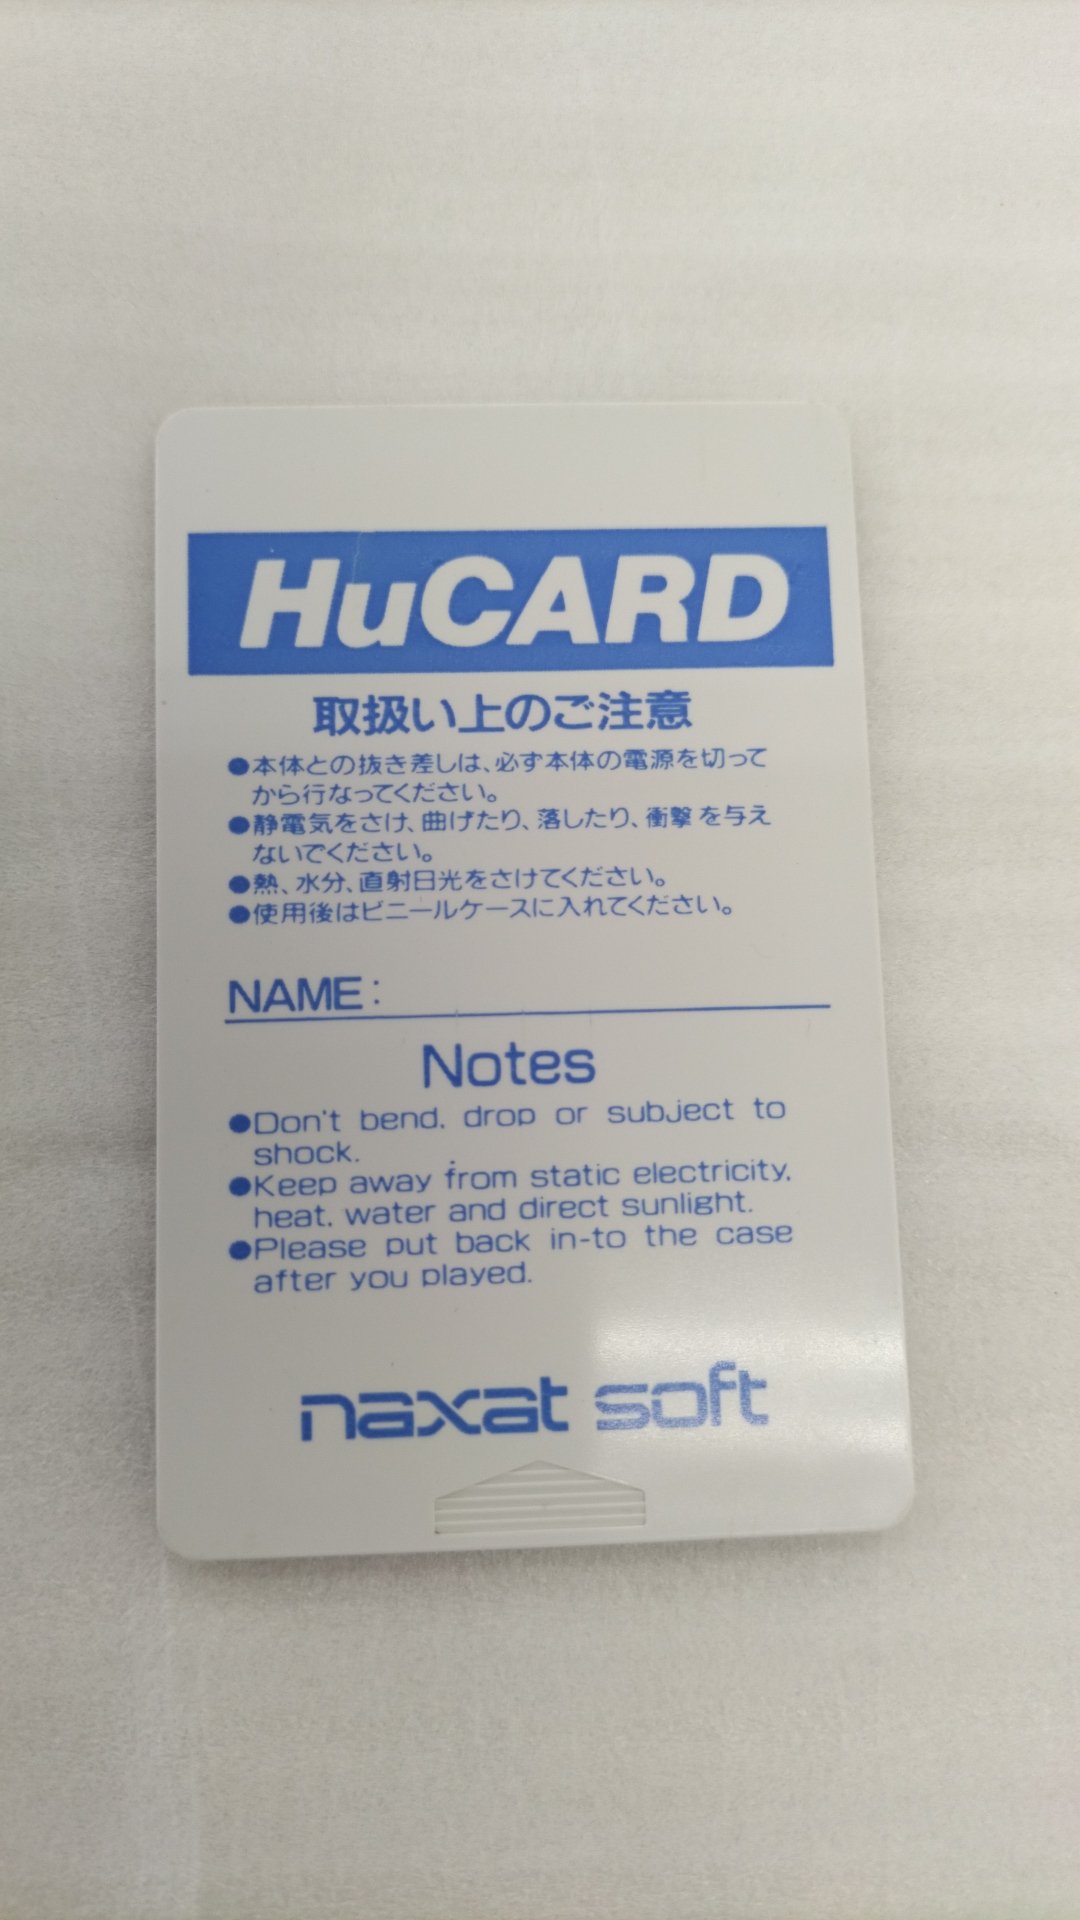 HuCARD
取扱い上のご注意
●本体との抜き差しは、必ず本体の電源を切って
から行なってください。
●静電気をさけ、曲げたり、落したり、衝撃を与え
ないでください。
●熱、水分、直射日光をさけてください。
●使用後はビニールケースに入れてください。
NAME:
Notes
●Don't bend, drop or subject to
shock.
●Keep away from static electricity,
heat, water and direct sunlight.
●Please put back in-to the case
after you played.
naxat soft